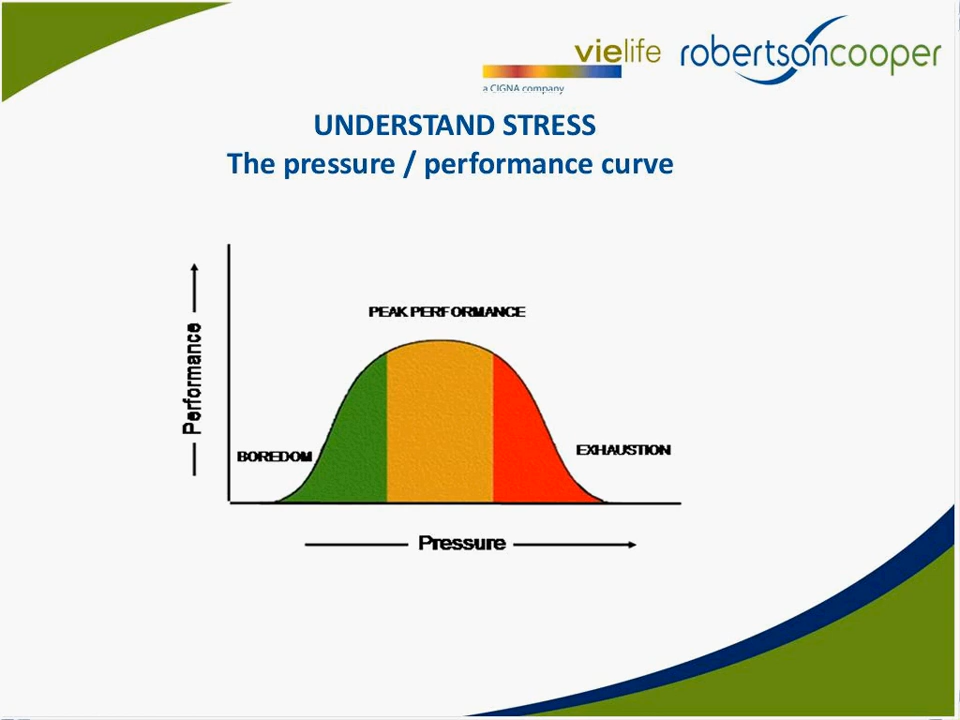 vielife
robertsoncooper
a CIGNA company
UNDERSTAND STRESS
The pressure / performance curve
PEAK PERFORMANCE
Performance
BOREDOM
EXHAUSTION
Pressure